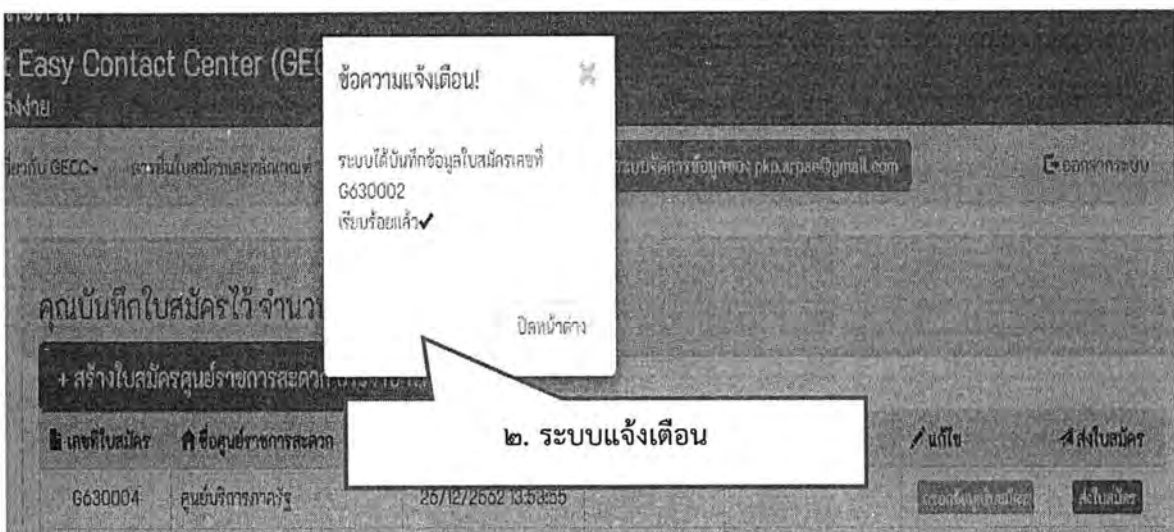 Easy Contact Center (GEC
ถึงง่าย
GECC
ข้อความแจ้งเตือน!
ระบบได้บันทึกข้อมูลใบสมัครเลขที่
G630002
เรียบร้อยแล้ว✔
ปิดหน้าต่าง
ออกจากระบบ
คุณบันทึกใบสมัครไว้ จำนว
+ สร้างใบสมัครศูนย์ราชการสะดวก
๒. ระบบแจ้งเตือน
เลขที่ใบสมัคร ชื่อศูนย์ราชการสะดวก แก้ไข ส่งใบสมัคร
G630004 ศูนย์บริการภาครัฐ 26/12/2562 13:53:55 ส่งใบสมัคร